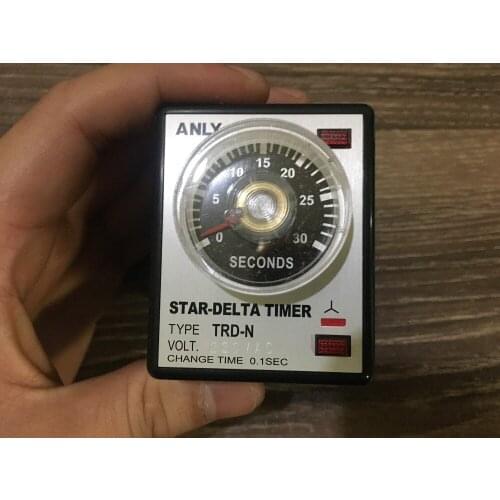 ANLY
0 5 10 15 20 25 30
SECONDS
STAR-DELTA TIMER
TYPE TRD-N
VOLT.
CHANGE TIME 0.1SEC